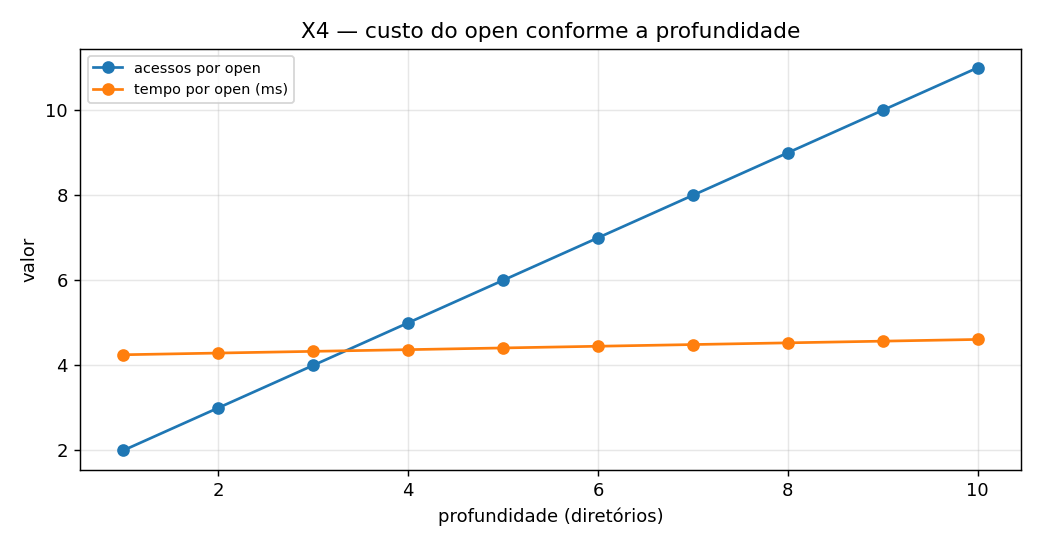 X4 — custo do open conforme a profundidade
acessos por open
tempo por open (ms)
valor
10
8
6
4
2
2 4 6 8 10
profundidade (diretórios)